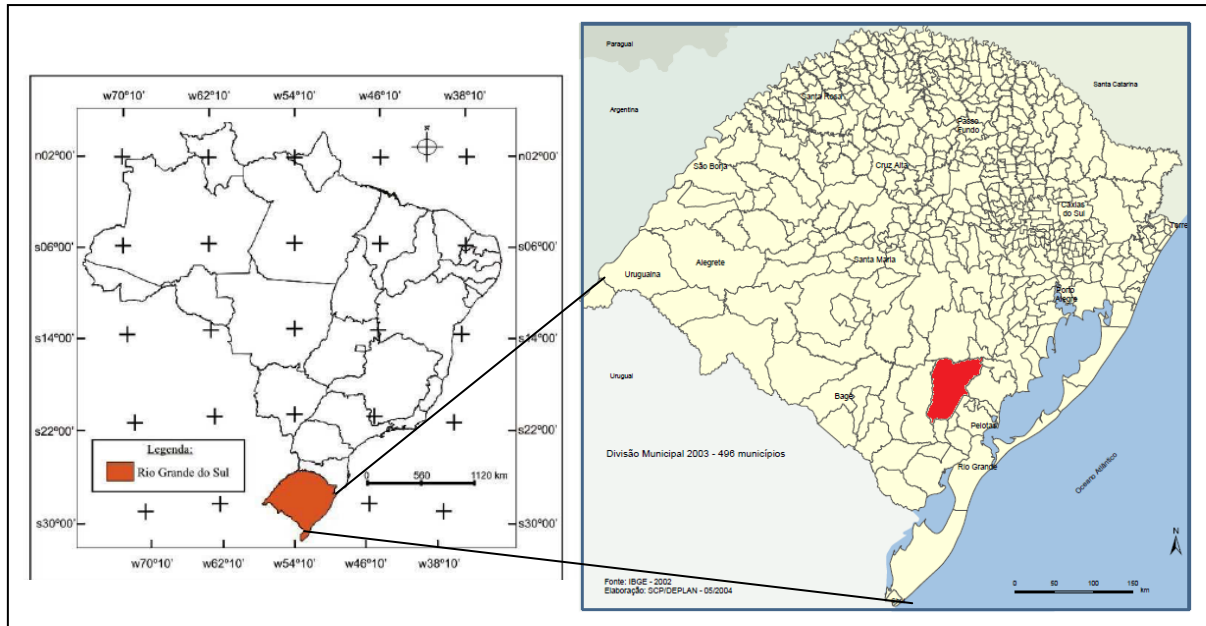 w70°10' w62°10' w54°10' w46°10' w38°10'
n02°00' n02°00'
s06°00' s06°00'
s14°00' s14°00'
s22°00' s22°00'
s30°00' s30°00'
Legenda:
Rio Grande do Sul
0 560 1120 km
w70°10' w62°10' w54°10' w46°10' w38°10'
Paraguai
Argentina
Santa Catarina
Santa Rosa
Passo
Fundo
São Borja
Cruz Alta
Caxias
do Sul
Torre
Uruguaina
Alegrete
Santa Maria
Porto
Alegre
Uruguai
Bagé
Pelotas
Divisão Municipal 2003 - 496 municípios
Rio Grande
Oceano Atlântico
N
Fonte: IBGE - 2002
Elaboração: SCP/DEPLAN - 05/2004
0 50 100 150
km